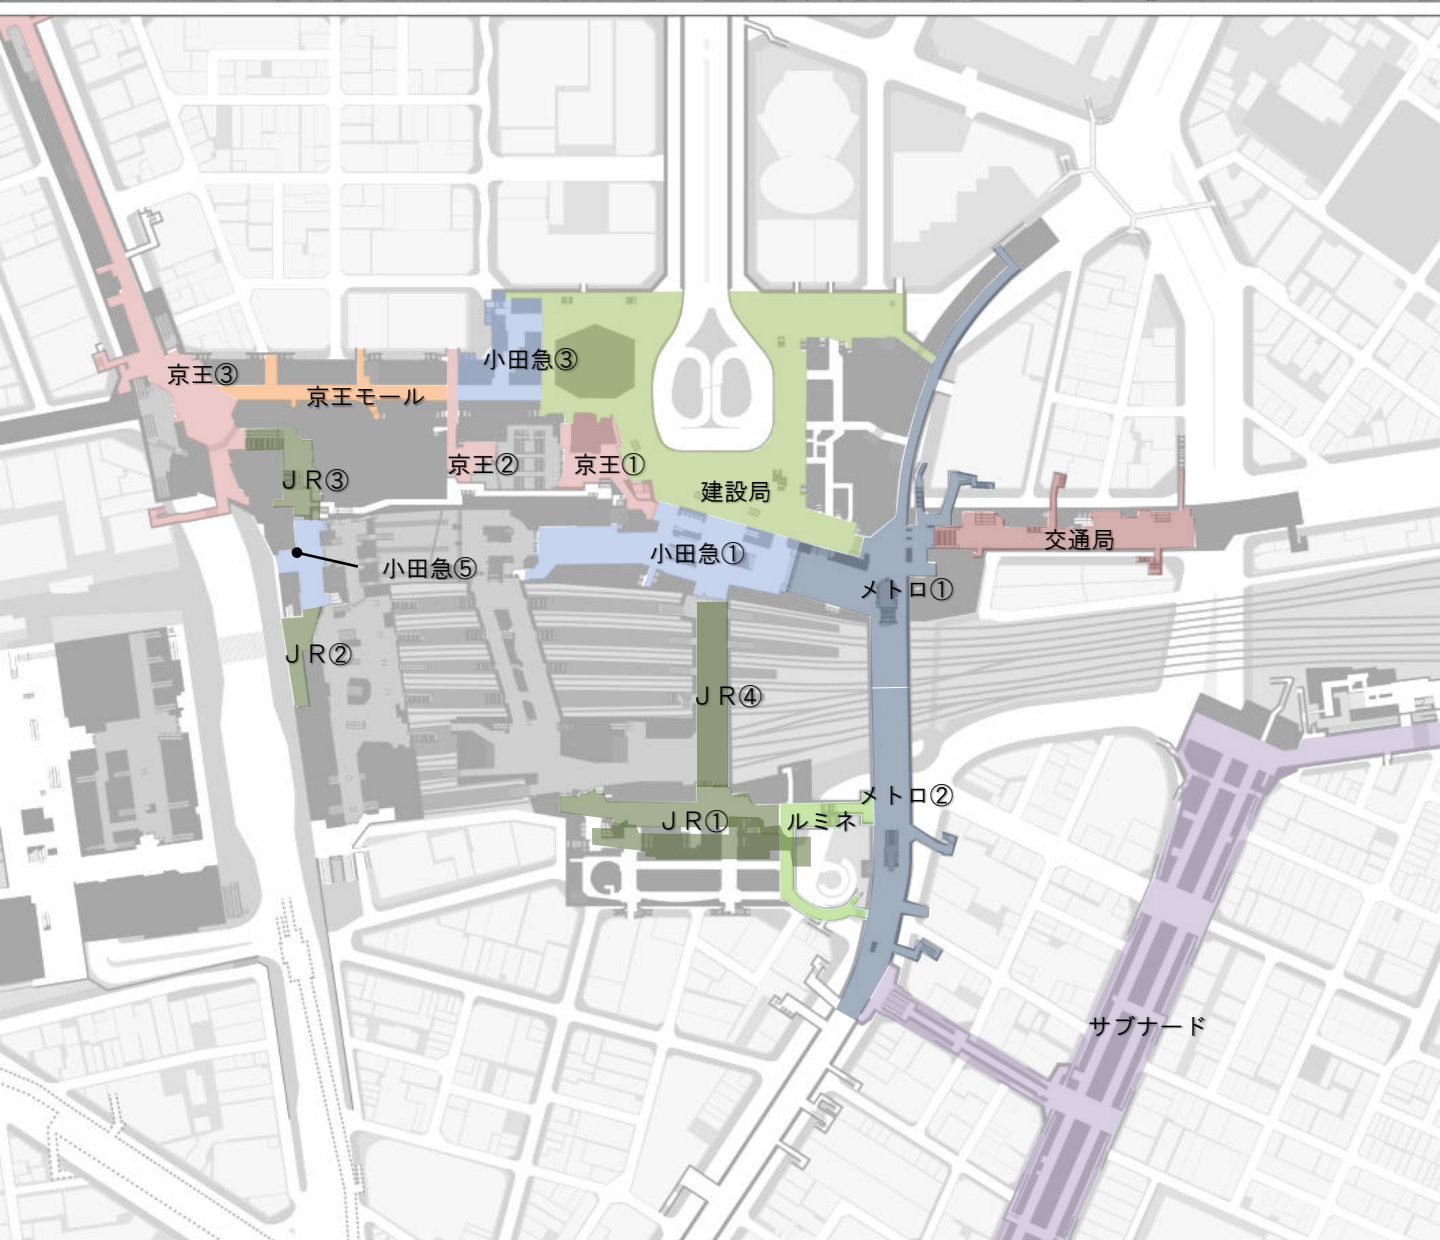 小田急③
京王③
京王モール
京王②
京王①
ＪＲ③
建設局
交通局
小田急①
小田急⑤
メトロ①
ＪＲ②
ＪＲ④
メトロ②
ＪＲ①
ルミネ
サブナード